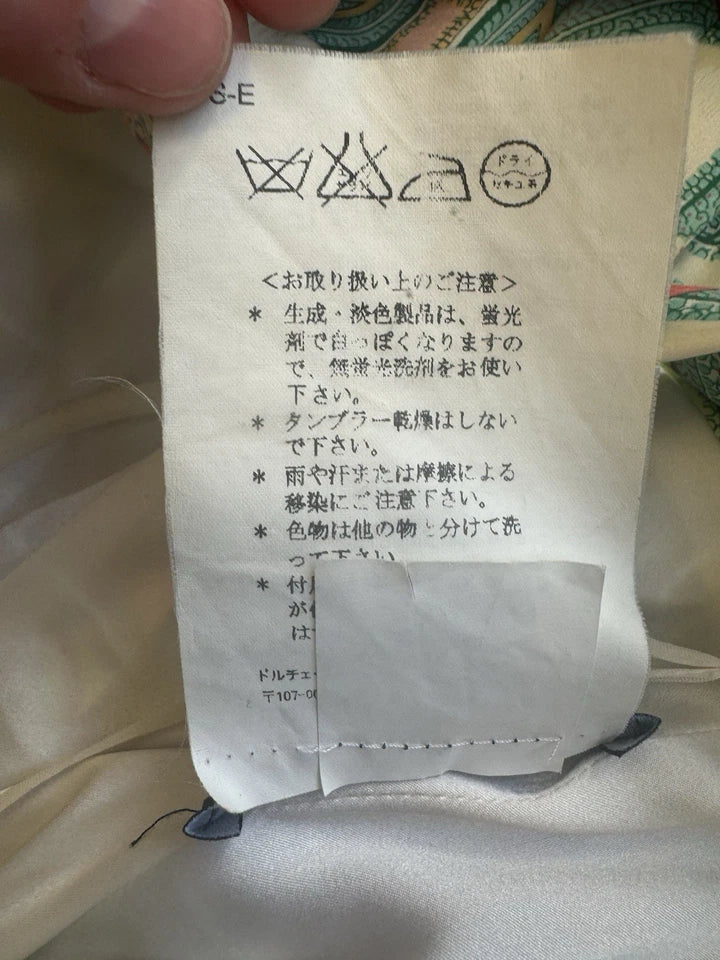 S-E
ドライ
セキユ系
<お取り扱い上のご注意>
* 生成・淡色製品は、蛍光
剤で白っぽくなりますの
で、無蛍光洗剤をお使い
下さい。
* タンブラー乾燥はしない
で下さい。
* 雨や汗または摩擦による
移染にご注意下さい。
* 色物は他の物と分けて洗
って下さい
* 付
が
は
ドルチェ
〒107-00